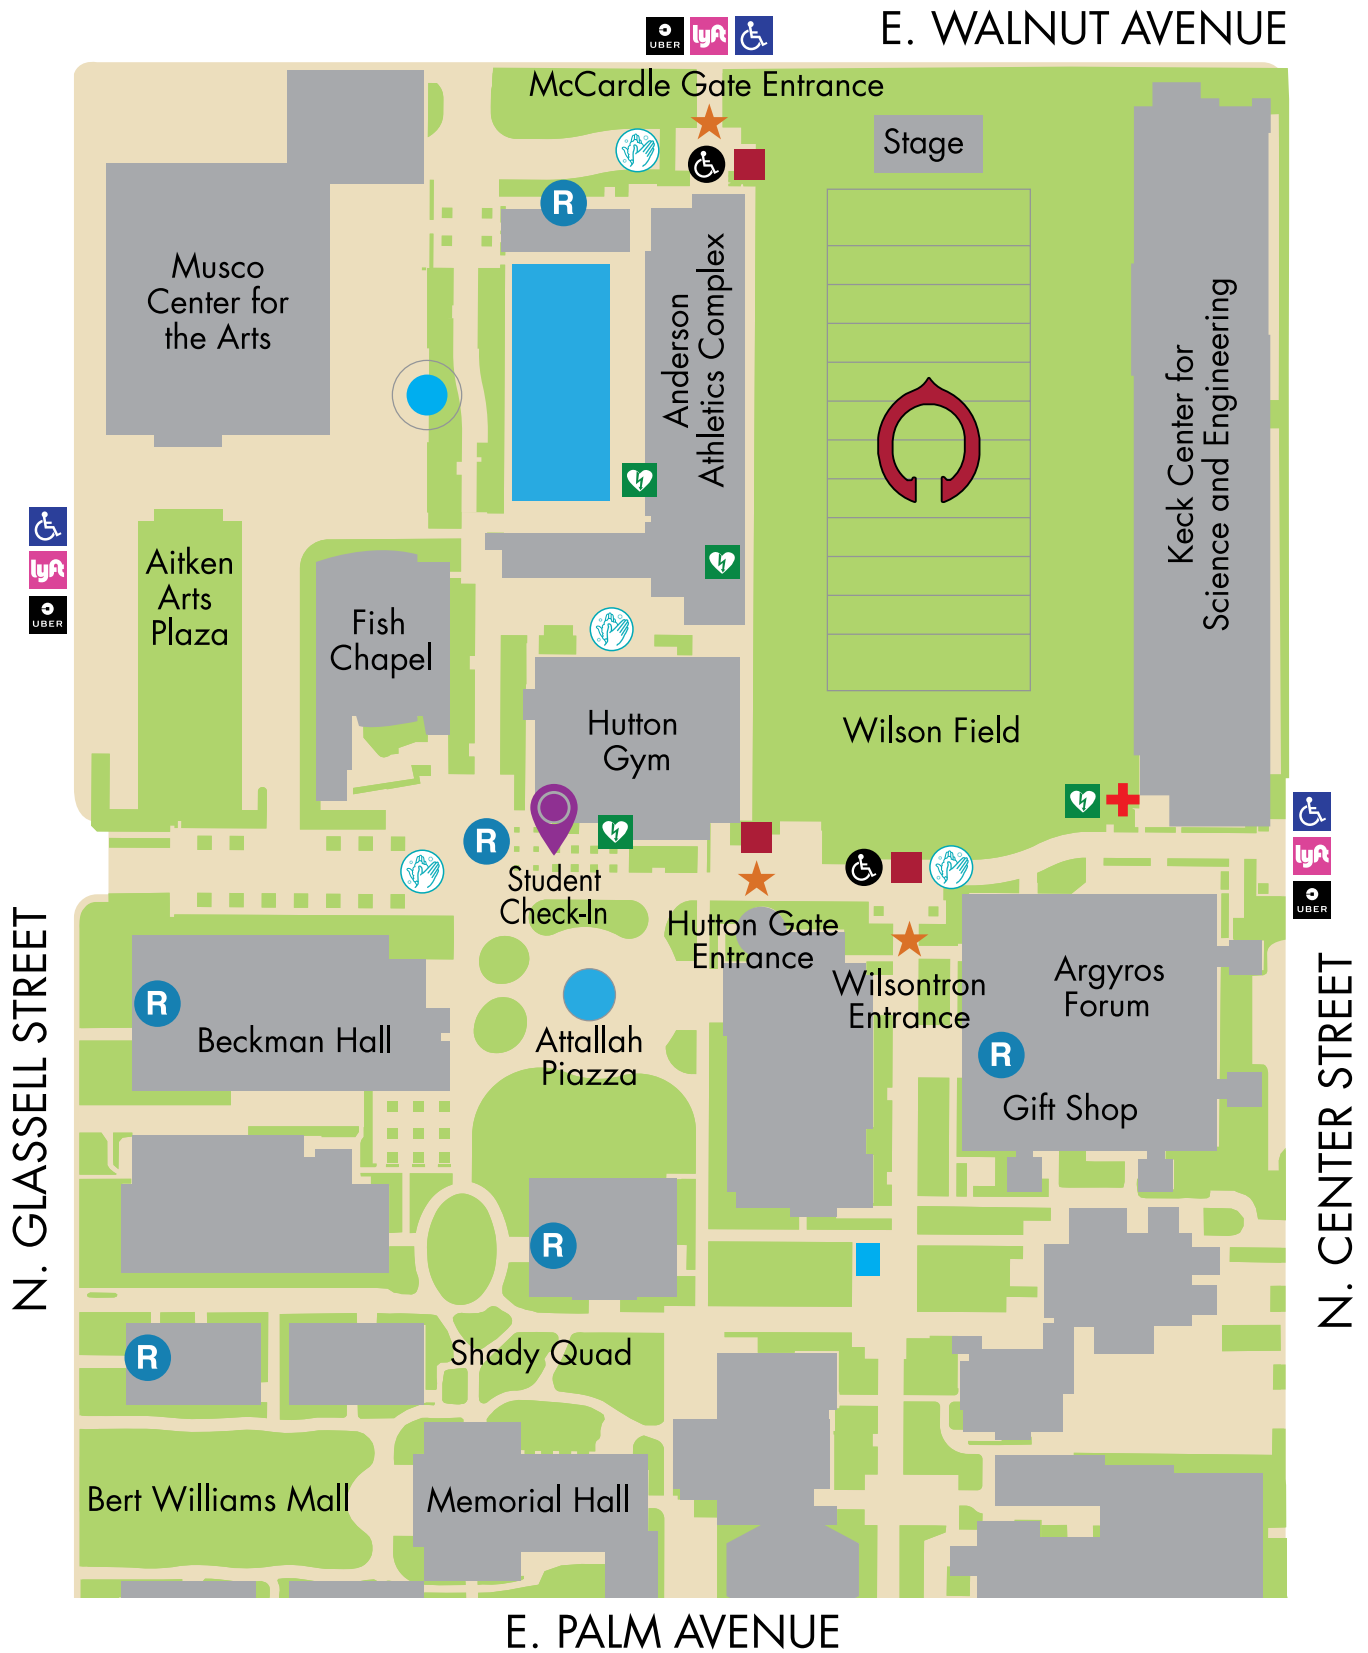 E. WALNUT AVENUE
UBER
lyft
McCardle Gate Entrance
Stage
R
Musco
Center for
the Arts
Anderson
Athletics Complex
Keck Center for
Science and Engineering
lyft
UBER
Aitken
Arts
Plaza
Fish
Chapel
Hutton
Gym
Wilson Field
R
Student
Check-In
lyft
UBER
Hutton Gate
Entrance
Wilsontron
Entrance
Argyros
Forum
R
Gift Shop
R
Beckman Hall
Attallah
Piazza
N. GLASSELL STREET
N. CENTER STREET
R
R
Shady Quad
Bert Williams Mall
Memorial Hall
E. PALM AVENUE